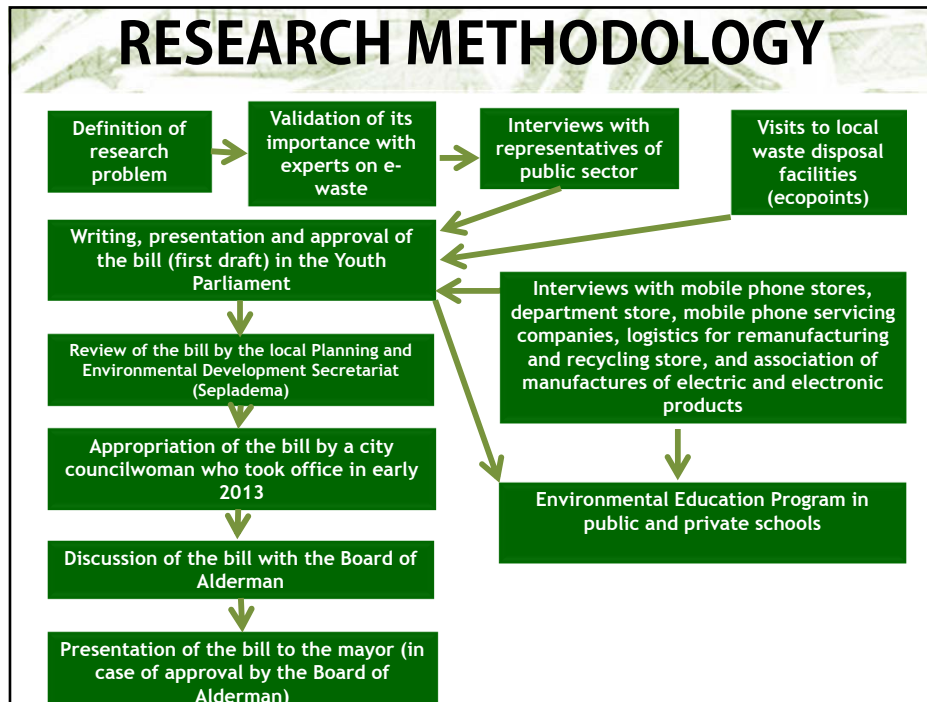 RESEARCH METHODOLOGY
Definition of
research
problem
Validation of its
importance with
experts on e-
waste
Interviews with
representatives of
public sector
Visits to local
waste disposal
facilities
(ecopoints)
Writing, presentation and approval of
the bill (first draft) in the Youth
Parliament
Interviews with mobile phone stores,
department store, mobile phone servicing
companies, logistics for remanufacturing
and recycling store, and association of
manufactures of electric and electronic
products
Review of the bill by the local Planning and
Environmental Development Secretariat
(Sepladema)
Appropriation of the bill by a city
councilwoman who took office in early
2013
Environmental Education Program in
public and private schools
Discussion of the bill with the Board of
Alderman
Presentation of the bill to the mayor (in
case of approval by the Board of
Alderman)